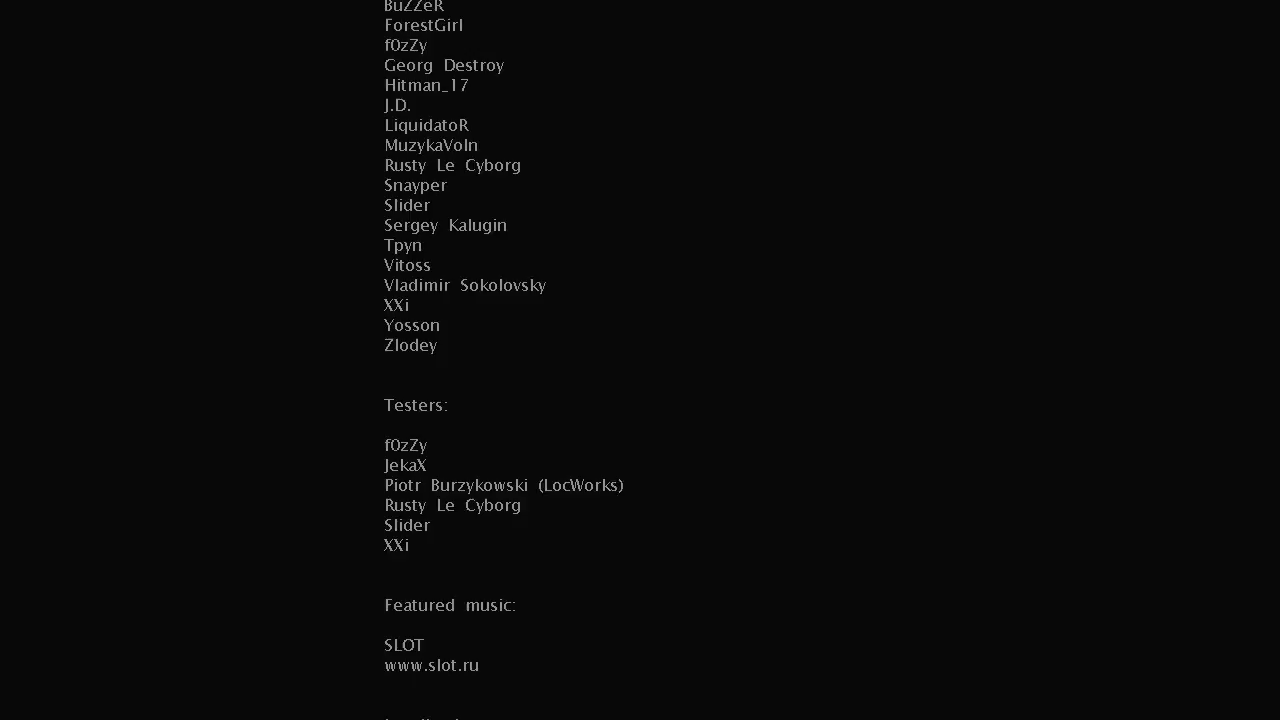 BuZZeR
ForestGirl
f0zZy
Georg Destroy
Hitman_17
J.D.
LiquidatoR
MuzykaVoln
Rusty Le Cyborg
Snayper
Slider
Sergey Kalugin
Tpyn
Vitoss
Vladimir Sokolovsky
XXi
Yosson
Zlodey
Testers:
f0zZy
JekaX
Piotr Burzykowski (LocWorks)
Rusty Le Cyborg
Slider
XXi
Featured music:
SLOT
www.slot.ru